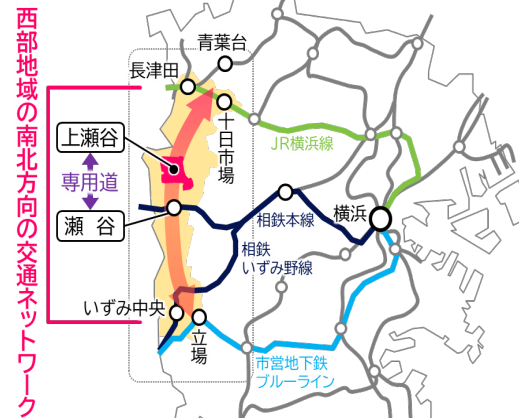 西部地域の南北方向の交通ネットワーク
青葉台
長津田
十日市場
JR横浜線
上瀬谷
専用道
瀬 谷
相鉄本線
横浜
相鉄
いずみ野線
いずみ中央
立場
市営地下鉄
ブルーライン